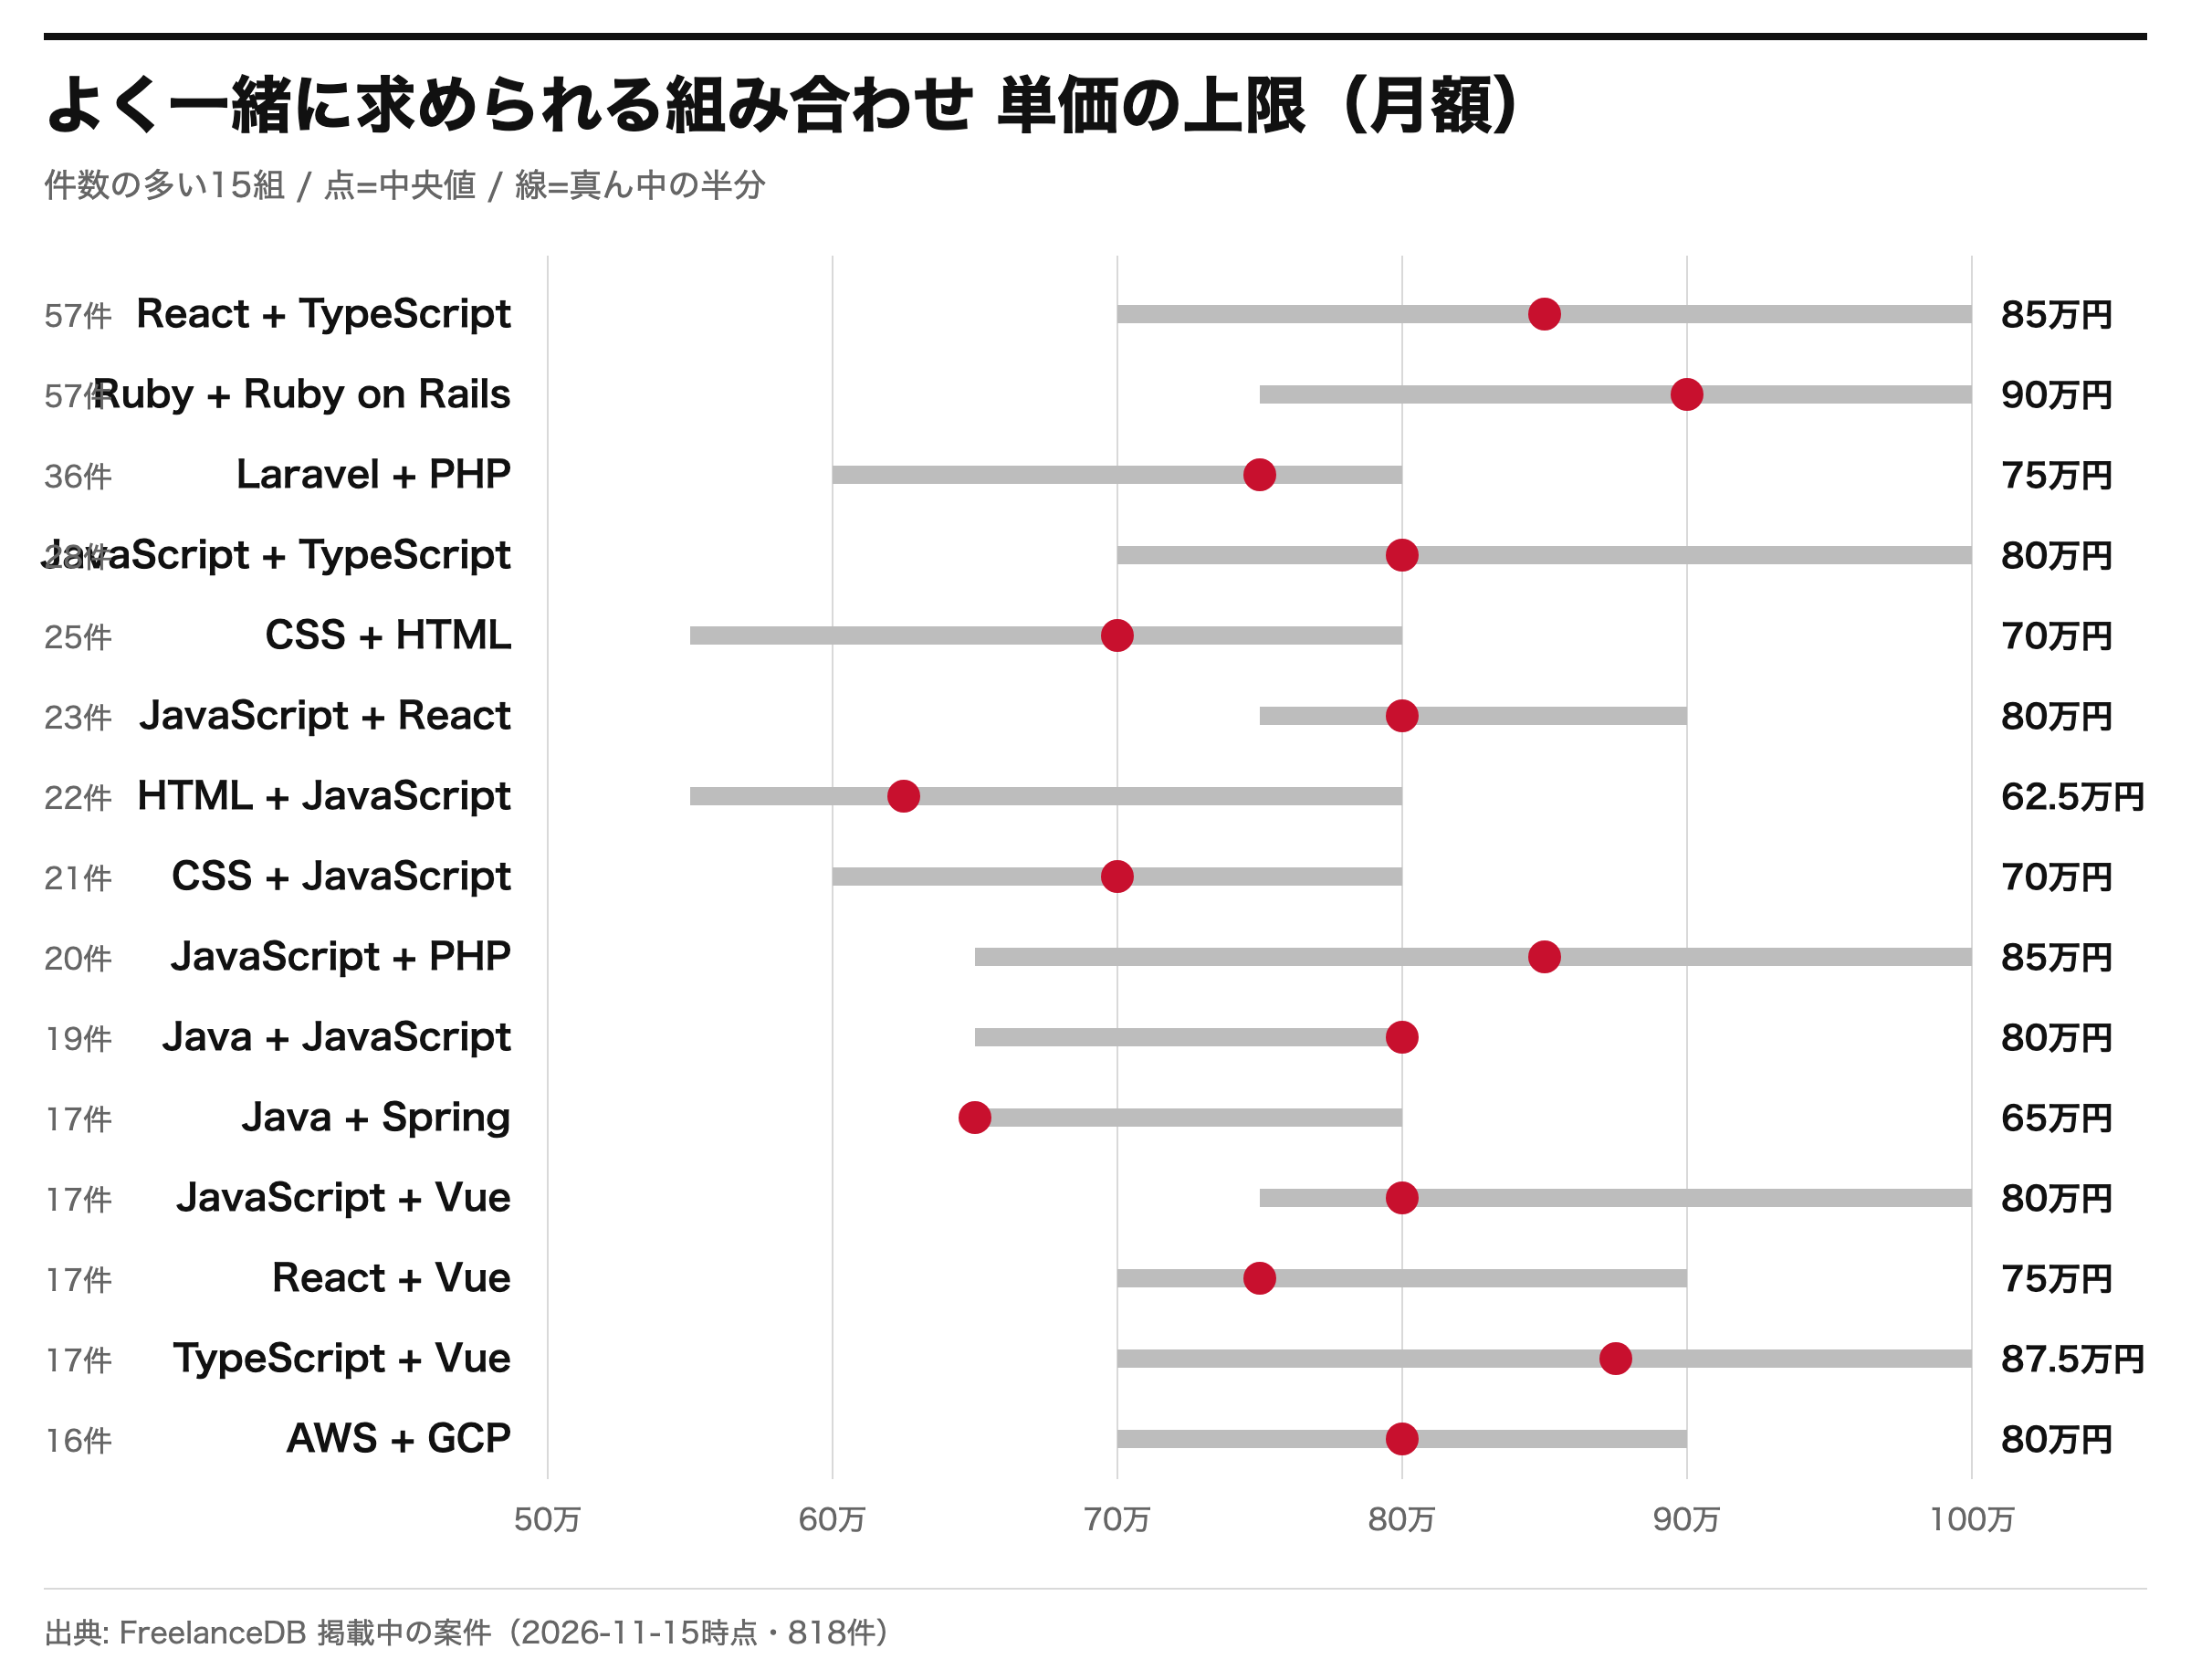 よく一緒に求められる組み合わせ 単価の上限（月額）
件数の多い15組 / 点=中央値 / 線=真ん中の半分
57件 React + TypeScript 85万円
57件 Ruby + Ruby on Rails 90万円
36件 Laravel + PHP 75万円
28件 JavaScript + TypeScript 80万円
25件 CSS + HTML 70万円
23件 JavaScript + React 80万円
22件 HTML + JavaScript 62.5万円
21件 CSS + JavaScript 70万円
20件 JavaScript + PHP 85万円
19件 Java + JavaScript 80万円
17件 Java + Spring 65万円
17件 JavaScript + Vue 80万円
17件 React + Vue 75万円
17件 TypeScript + Vue 87.5万円
16件 AWS + GCP 80万円
50万 60万 70万 80万 90万 100万
出典: FreelanceDB 掲載中の案件（2026-11-15時点・818件）